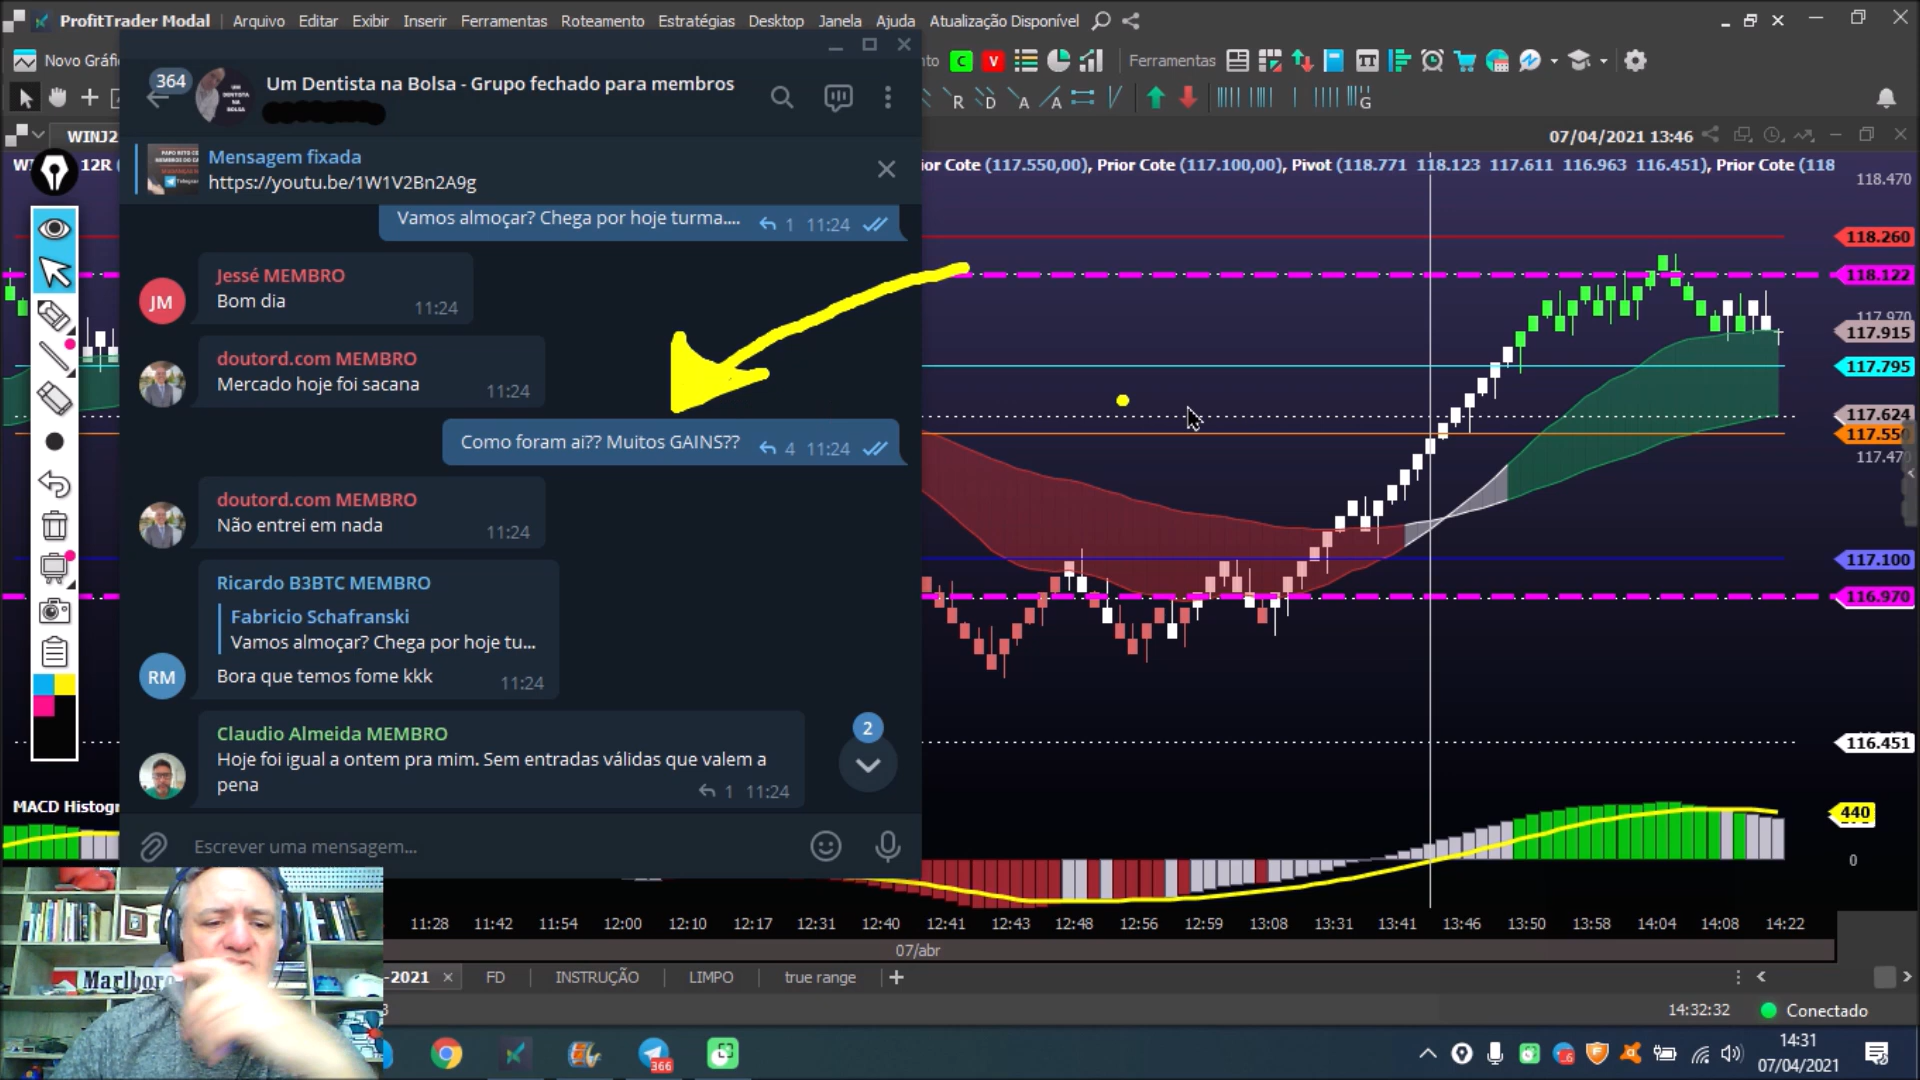 ProfitTrader Modal
Arquivo Editar Exibir Inserir Ferramentas Roteamento Estratégias Desktop Janela Ajuda Atualização Disponível
Novo Gráfi
C V
Ferramentas
R D A A G
364
Um Dentista na Bolsa - Grupo fechado para membros
Mensagem fixada
https://youtu.be/1W1V2Bn2A9g
Vamos almoçar? Chega por hoje turma....
1 11:24
Jessé MEMBRO
JM
Bom dia
11:24
doutord.com MEMBRO
Mercado hoje foi sacana
11:24
Como foram ai?? Muitos GAINS??
4 11:24
doutord.com MEMBRO
Não entrei em nada
11:24
Ricardo B3BTC MEMBRO
Fabricio Schafranski
Vamos almoçar? Chega por hoje tu...
RM
Bora que temos fome kkk
11:24
Claudio Almeida MEMBRO
Hoje foi igual a ontem pra mim. Sem entradas válidas que valem a
pena
1 11:24
2
Escrever uma mensagem...
WINJ2
07/04/2021 13:46
12R
ior Cote (117.550,00), Prior Cote (117.100,00), Pivot (118.771 118.123 117.611 116.963 116.451), Prior Cote (118
118.470
118.260
118.122
117.970
117.915
117.795
117.624
117.550
117.470
117.100
116.970
116.451
MACD Histogr
440
0
11:28 11:42 11:54 12:00 12:10 12:17 12:31 12:40 12:41 12:43 12:48 12:56 12:59 13:08 13:31 13:41 13:46 13:50 13:58 14:04 14:08 14:22
07/abr
-2021 FD INSTRUÇÃO LIMPO true range
14:32:32
Conectado
Marlboro
366
14:31
07/04/2021